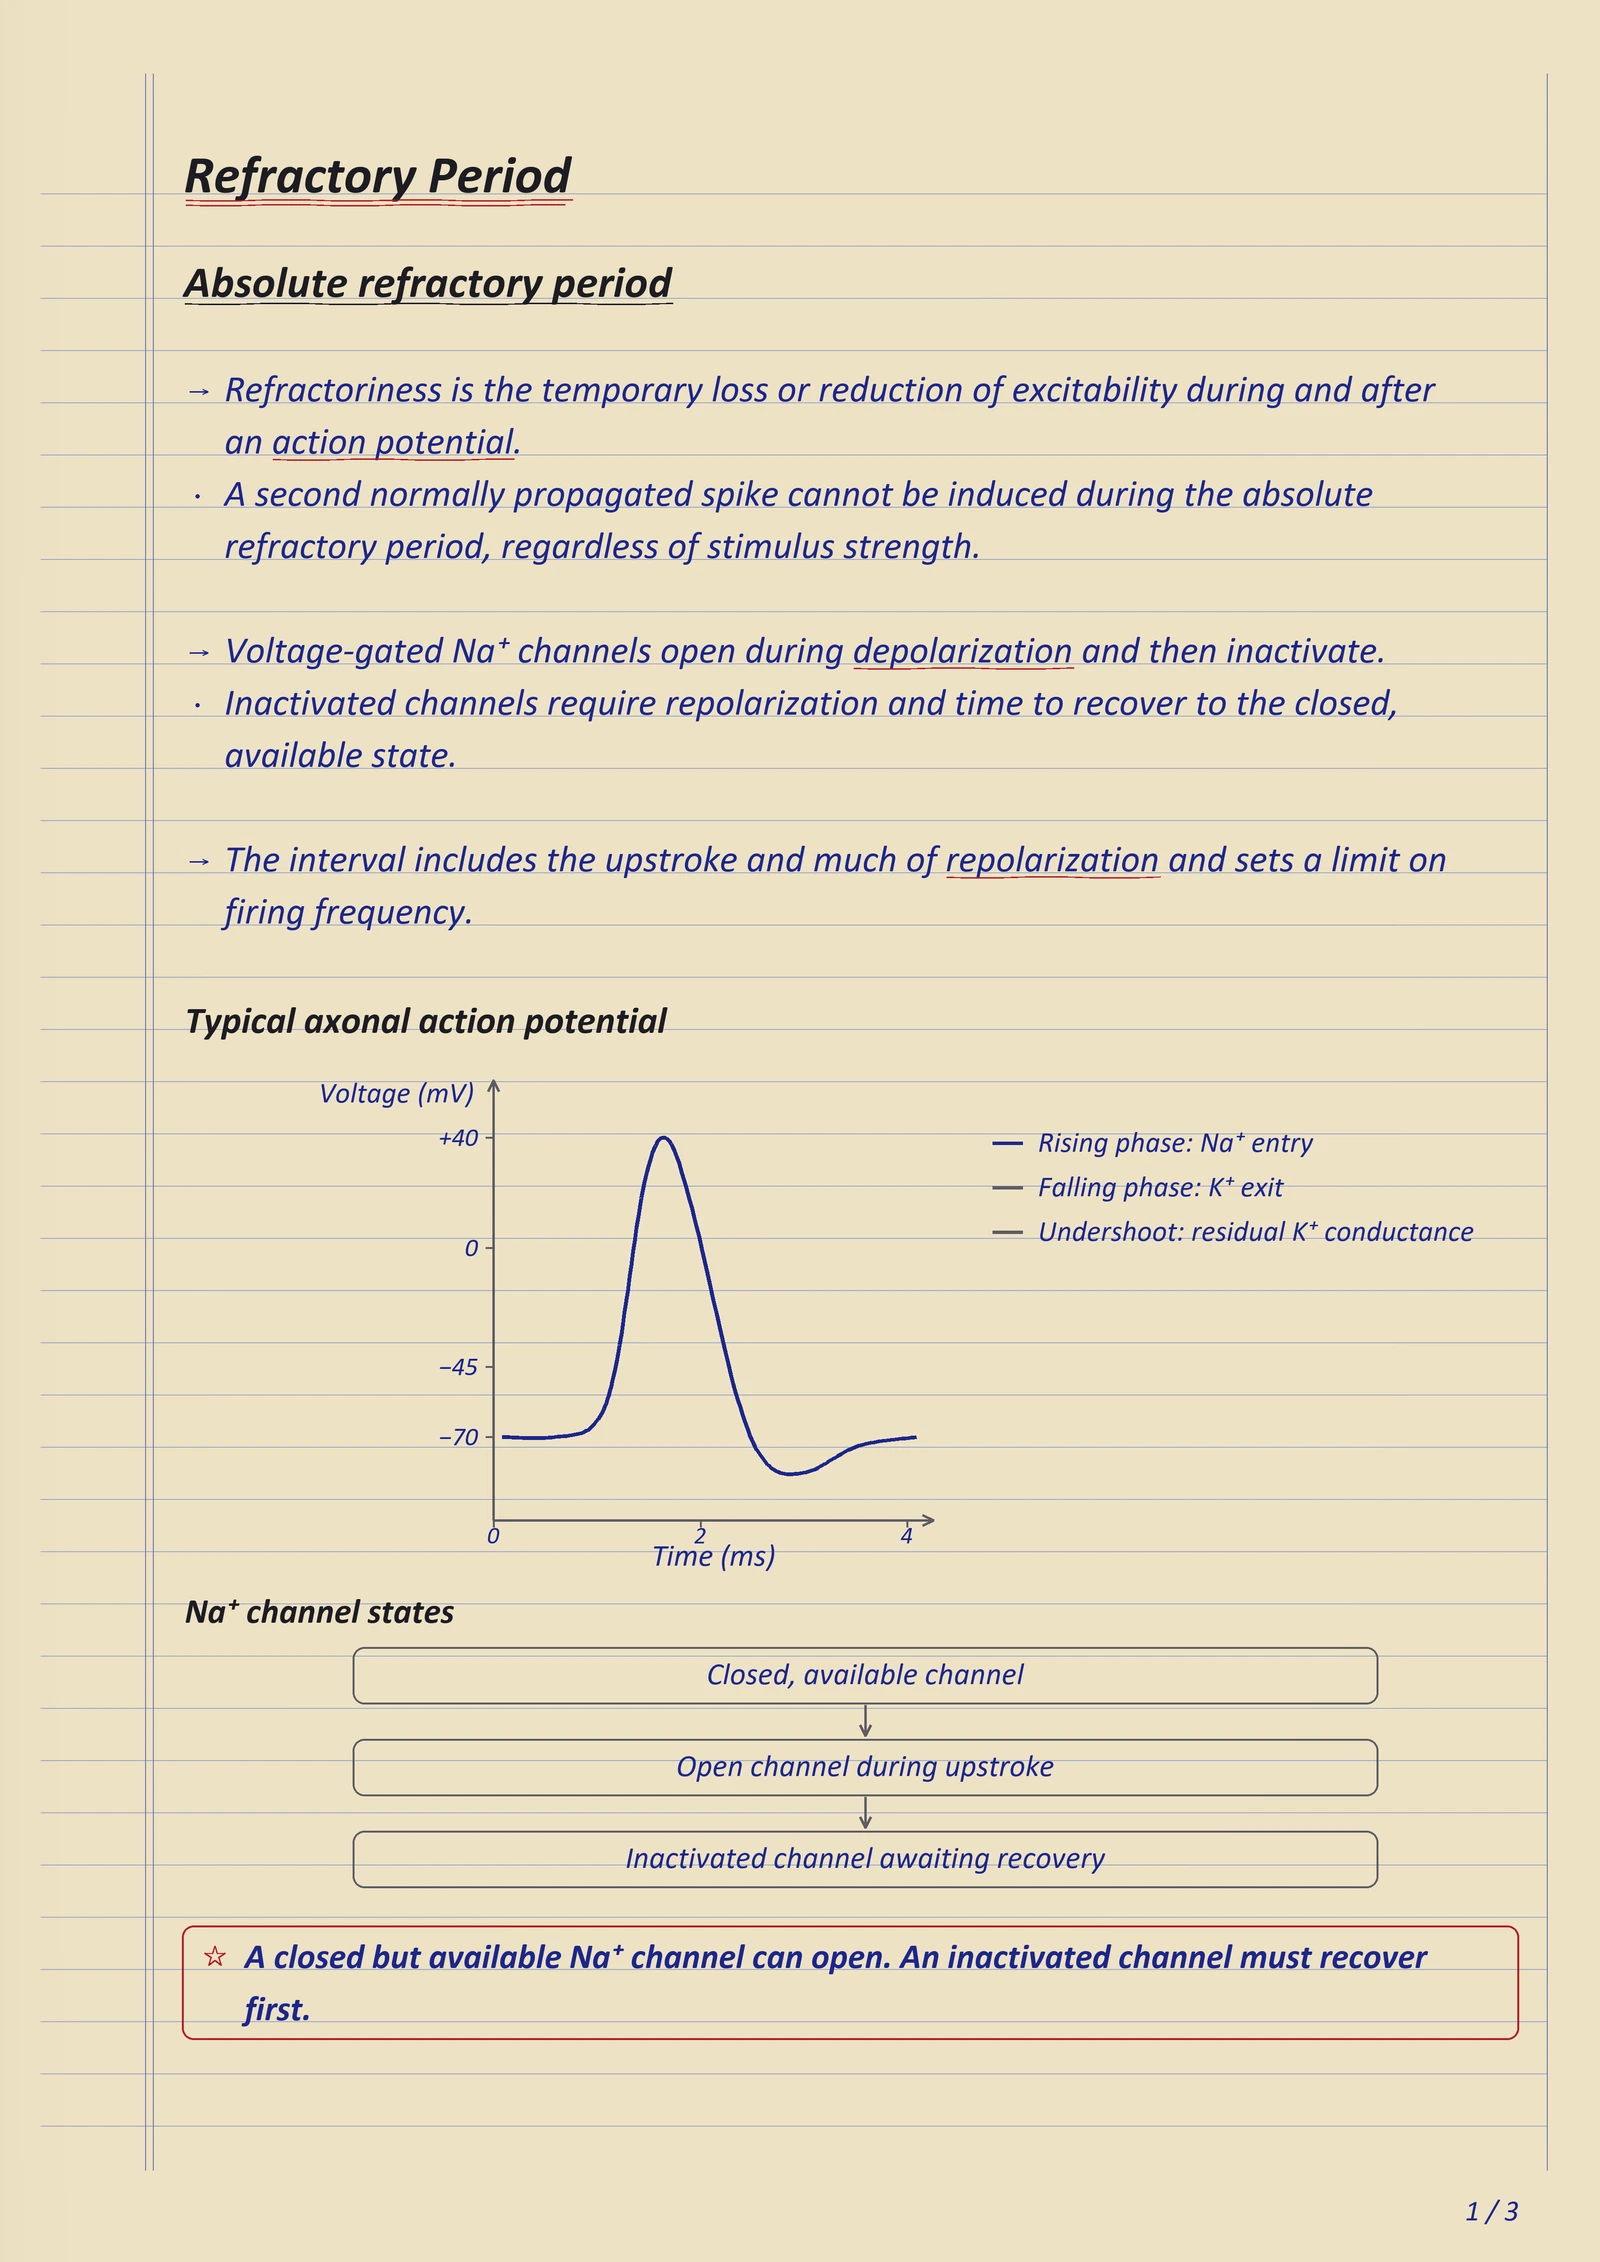 Refractory Period
Absolute refractory period
→ Refractoriness is the temporary loss or reduction of excitability during and after
an action potential.
· A second normally propagated spike cannot be induced during the absolute
refractory period, regardless of stimulus strength.
→ Voltage-gated Na⁺ channels open during depolarization and then inactivate.
· Inactivated channels require repolarization and time to recover to the closed,
available state.
→ The interval includes the upstroke and much of repolarization and sets a limit on
firing frequency.
Typical axonal action potential
Voltage (mV)
+40
0
−45
−70
0 2 4
Time (ms)
Rising phase: Na⁺ entry
Falling phase: K⁺ exit
Undershoot: residual K⁺ conductance
Na⁺ channel states
Closed, available channel
Open channel during upstroke
Inactivated channel awaiting recovery
☆ A closed but available Na⁺ channel can open. An inactivated channel must recover
first.
1 / 3